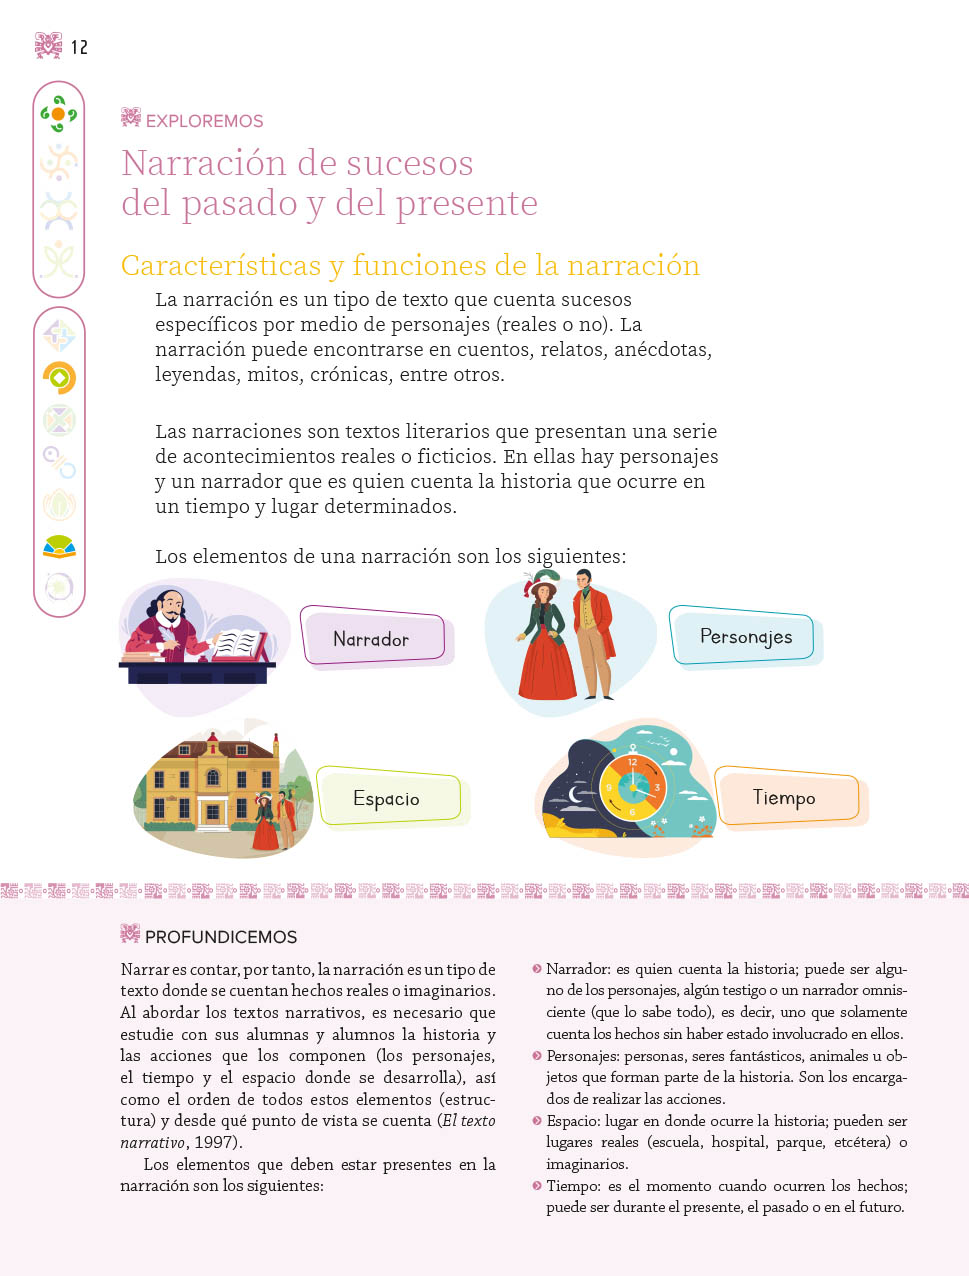 12
EXPLOREMOS
Narración de sucesos
del pasado y del presente
Características y funciones de la narración
La narración es un tipo de texto que cuenta sucesos
específicos por medio de personajes (reales o no). La
narración puede encontrarse en cuentos, relatos, anécdotas,
leyendas, mitos, crónicas, entre otros.
Las narraciones son textos literarios que presentan una serie
de acontecimientos reales o ficticios. En ellas hay personajes
y un narrador que es quien cuenta la historia que ocurre en
un tiempo y lugar determinados.
Los elementos de una narración son los siguientes:
Narrador
Personajes
Espacio
12
3
6
9
Tiempo
PROFUNDICEMOS
Narrar es contar, por tanto, la narración es un tipo de
texto donde se cuentan hechos reales o imaginarios.
Al abordar los textos narrativos, es necesario que
estudie con sus alumnas y alumnos la historia y
las acciones que los componen (los personajes,
el tiempo y el espacio donde se desarrolla), así
como el orden de todos estos elementos (estruc-
tura) y desde qué punto de vista se cuenta (El texto
narrativo, 1997).
Los elementos que deben estar presentes en la
narración son los siguientes:
Narrador: es quien cuenta la historia; puede ser algu-
no de los personajes, algún testigo o un narrador omnis-
ciente (que lo sabe todo), es decir, uno que solamente
cuenta los hechos sin haber estado involucrado en ellos.
Personajes: personas, seres fantásticos, animales u ob-
jetos que forman parte de la historia. Son los encarga-
dos de realizar las acciones.
Espacio: lugar en donde ocurre la historia; pueden ser
lugares reales (escuela, hospital, parque, etcétera) o
imaginarios.
Tiempo: es el momento cuando ocurren los hechos;
puede ser durante el presente, el pasado o en el futuro.